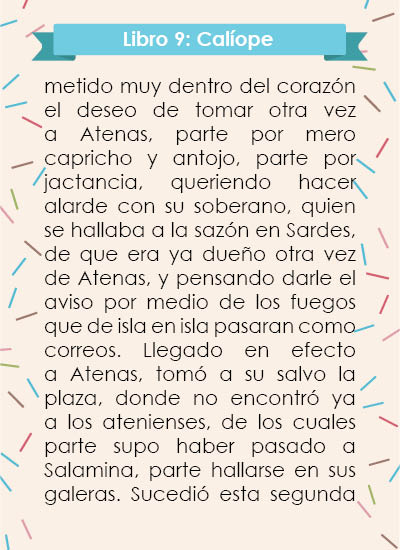 Libro 9: Calíope
metido muy dentro del corazón
el deseo de tomar otra vez
a Atenas, parte por mero
capricho y antojo, parte por
jactancia, queriendo hacer
alarde con su soberano, quien
se hallaba a la sazón en Sardes,
de que era ya dueño otra vez
de Atenas, y pensando darle el
aviso por medio de los fuegos
que de isla en isla pasaran como
correos. Llegado en efecto
a Atenas, tomó a su salvo la
plaza, donde no encontró ya
a los atenienses, de los cuales
parte supo haber pasado a
Salamina, parte hallarse en sus
galeras. Sucedió esta segunda